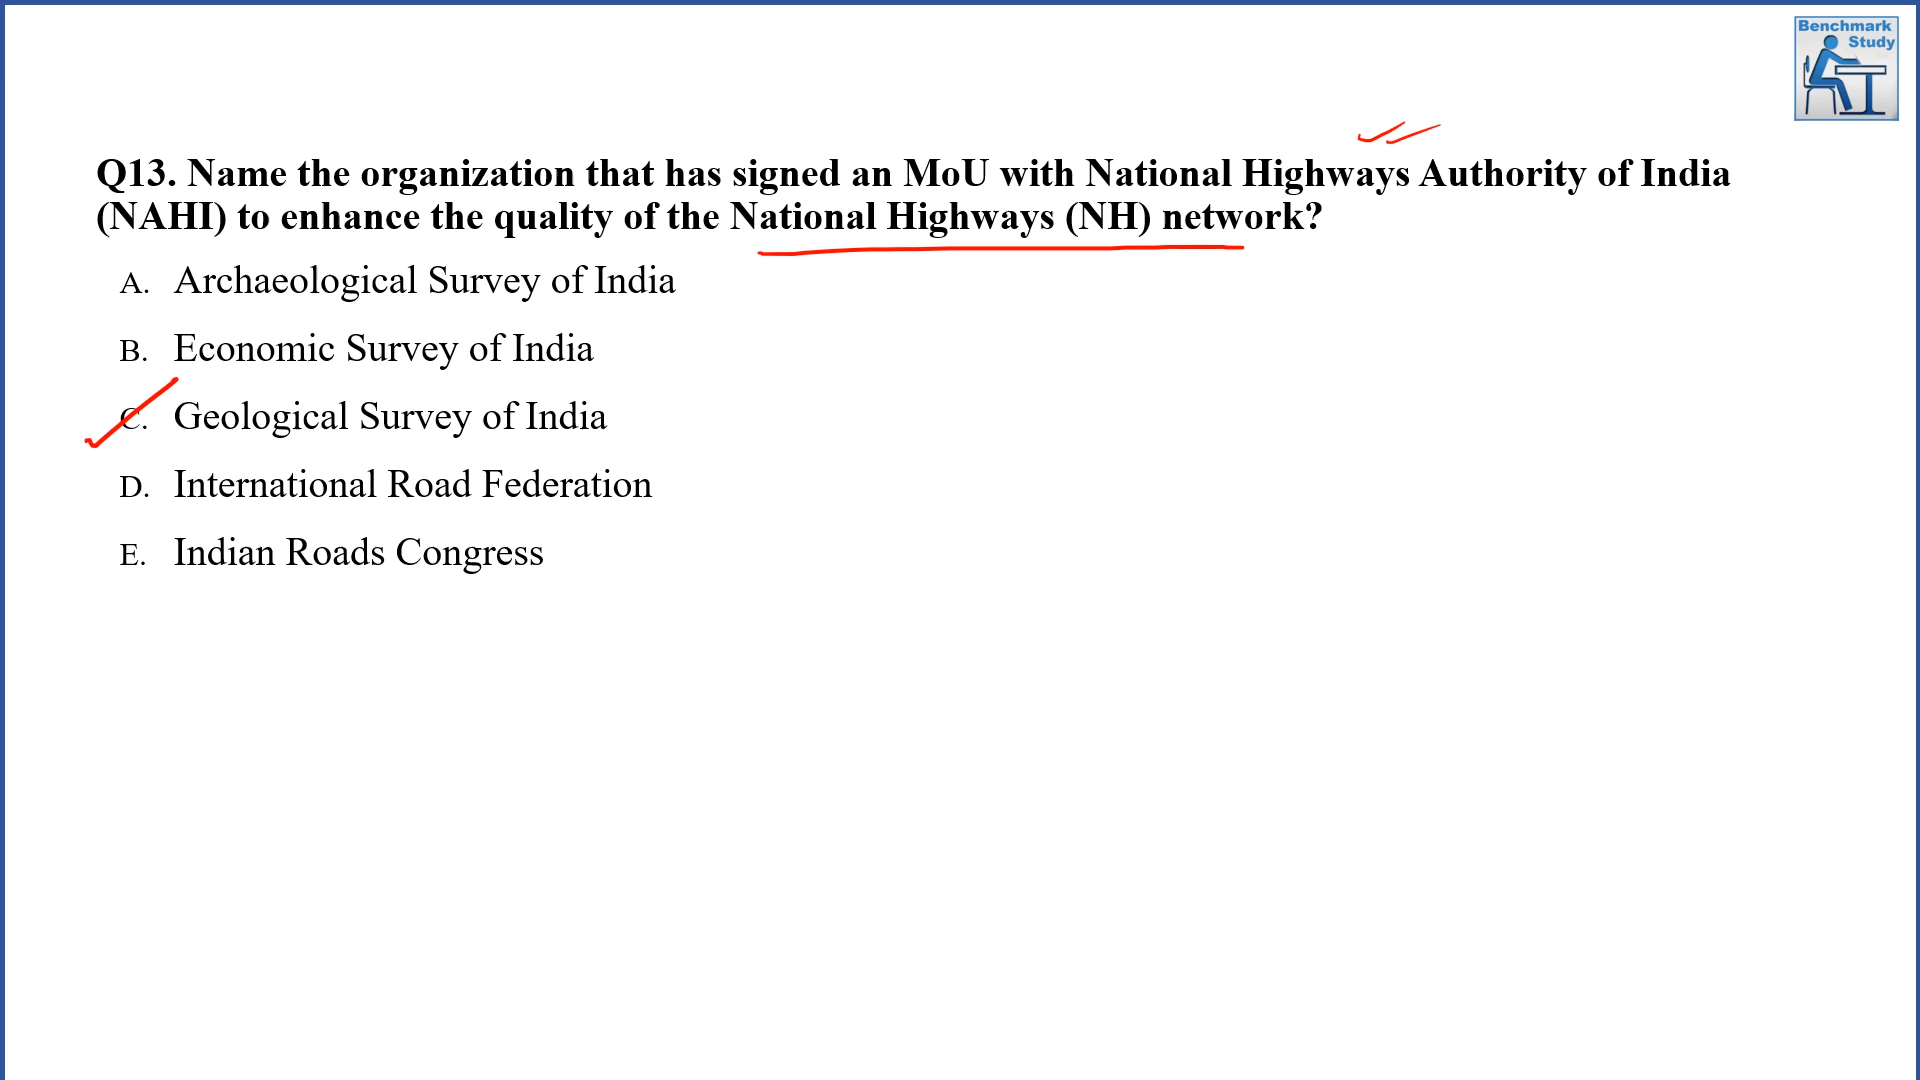 Benchmark
Study
Q13. Name the organization that has signed an MoU with National Highways Authority of India
(NAHI) to enhance the quality of the National Highways (NH) network?
A. Archaeological Survey of India
B. Economic Survey of India
C. Geological Survey of India
D. International Road Federation
E. Indian Roads Congress